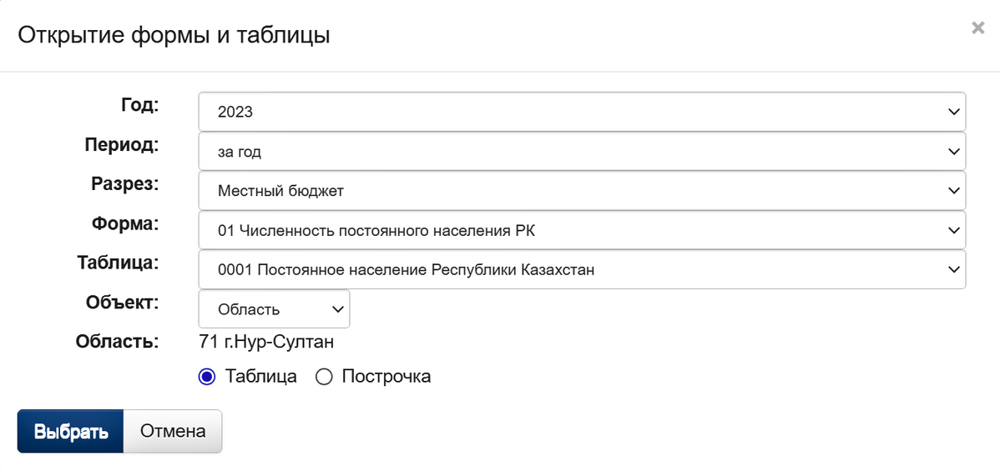 Открытие формы и таблицы ×
Год: 2023
Период: за год
Разрез: Местный бюджет
Форма: 01 Численность постоянного населения РК
Таблица: 0001 Постоянное население Республики Казахстан
Объект: Область
Область: 71 г.Нур-Султан
Таблица Построчка
Выбрать Отмена